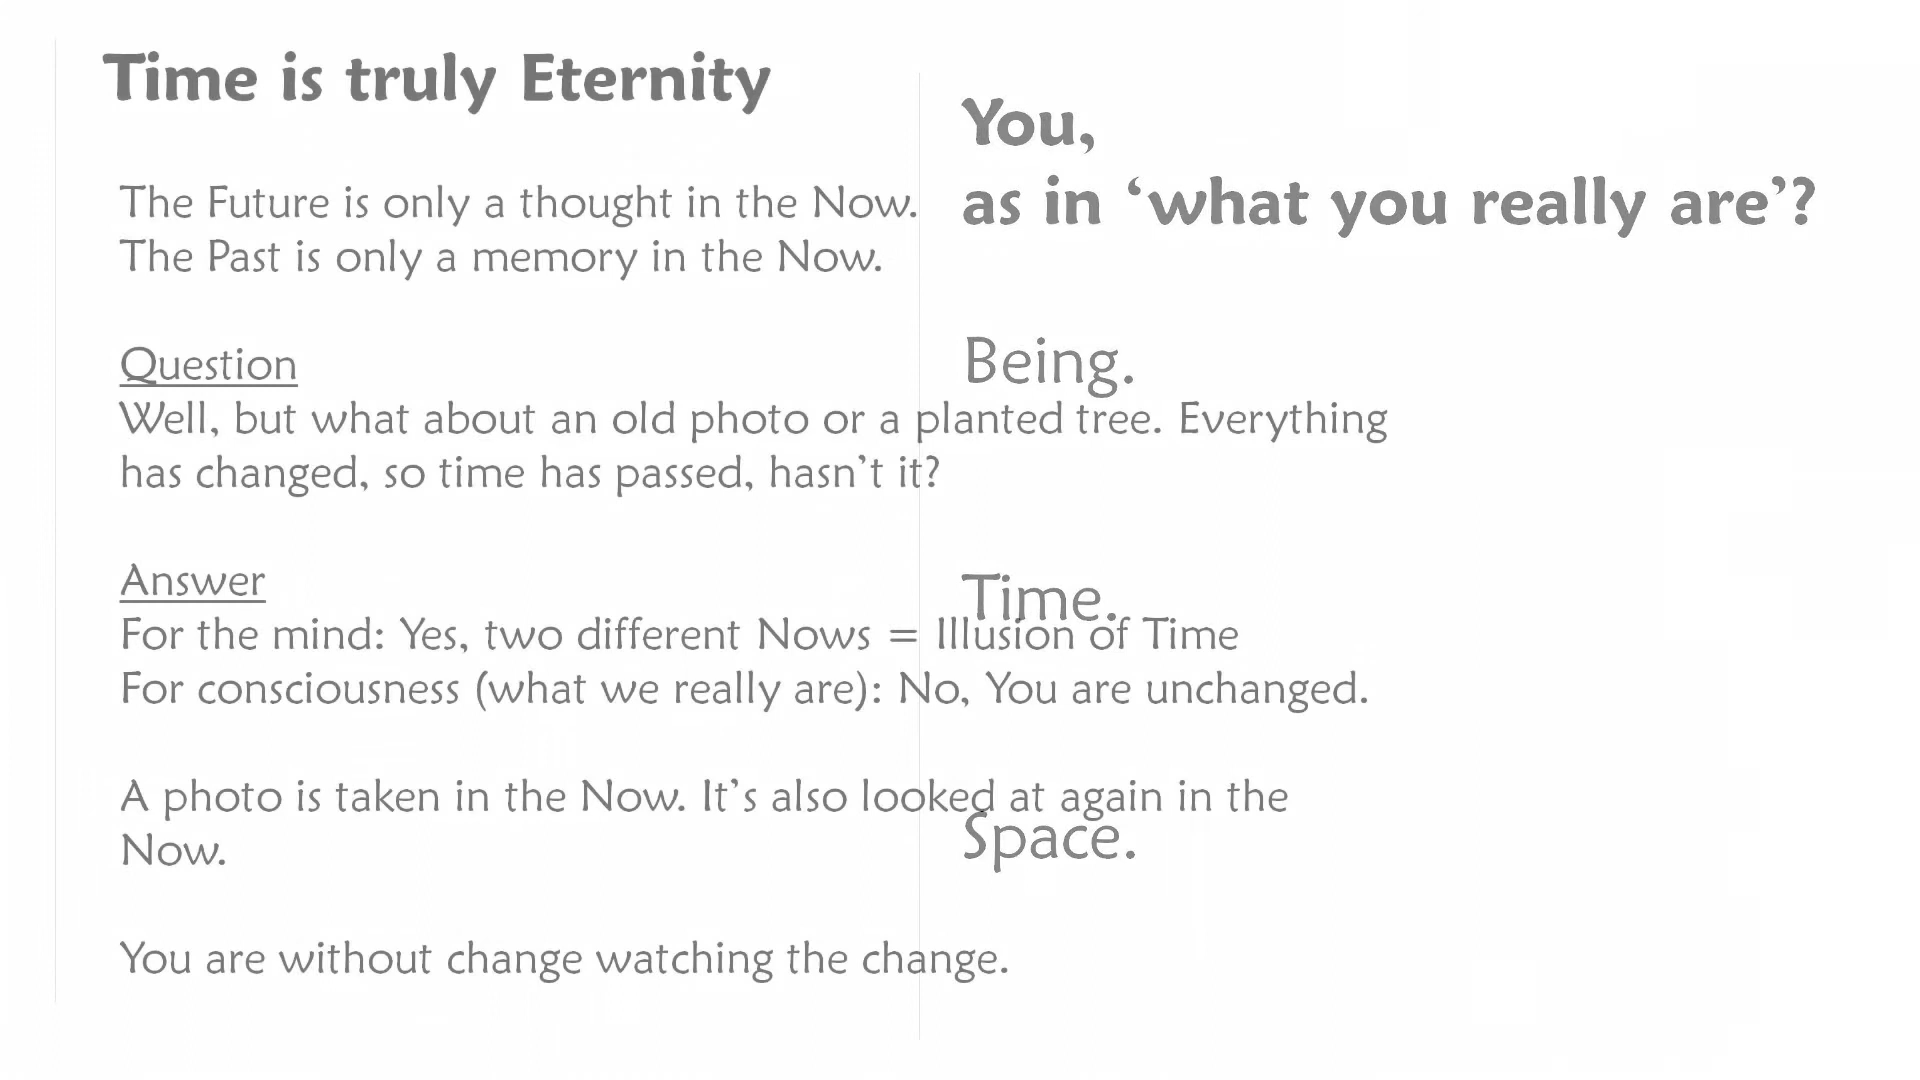 Time is truly Eternity
The Future is only a thought in the Now.
The Past is only a memory in the Now.
Question
Well, but what about an old photo or a planted tree. Everything
has changed, so time has passed, hasn’t it?
Answer
For the mind: Yes, two different Nows = Illusion of Time
For consciousness (what we really are): No, You are unchanged.
A photo is taken in the Now. It’s also looked at again in the
Now.
You are without change watching the change.
You,
as in ‘what you really are’?
Being.
Time.
Space.